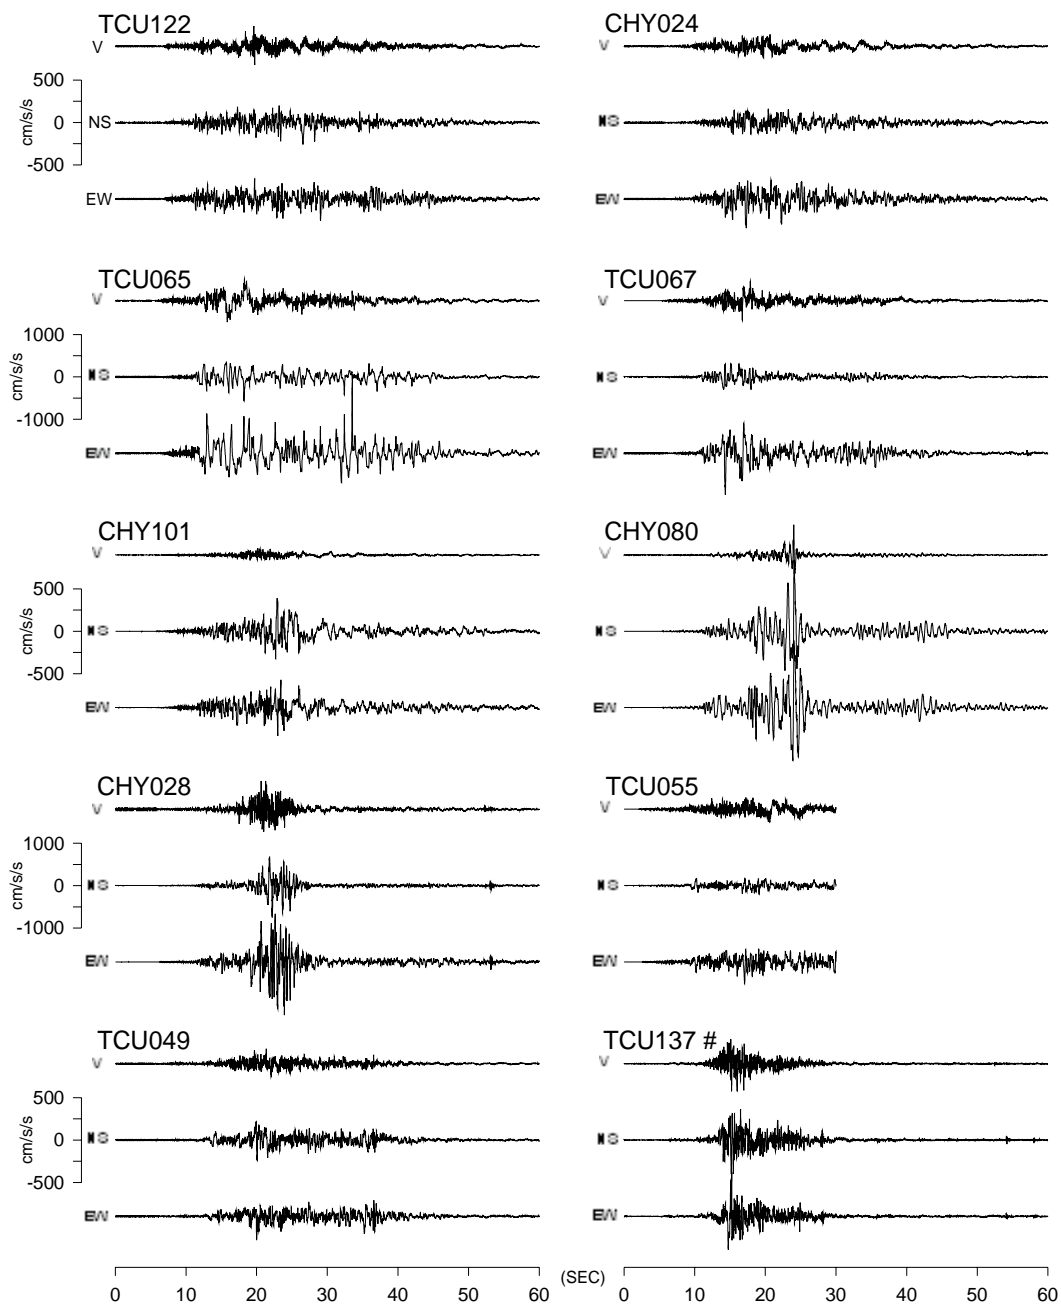 TCU122 CHY024
V V
500
cm/s/s 0 NS NS
-500
EW EW
TCU065 TCU067
V V
1000
cm/s/s 0 NS NS
-1000
EW EW
CHY101 CHY080
V V
500
cm/s/s 0 NS NS
-500
EW EW
CHY028 TCU055
V V
1000
cm/s/s 0 NS NS
-1000
EW EW
TCU049 TCU137 #
V V
500
cm/s/s 0 NS NS
-500
EW EW
(SEC)
0 10 20 30 40 50 60 0 10 20 30 40 50 60